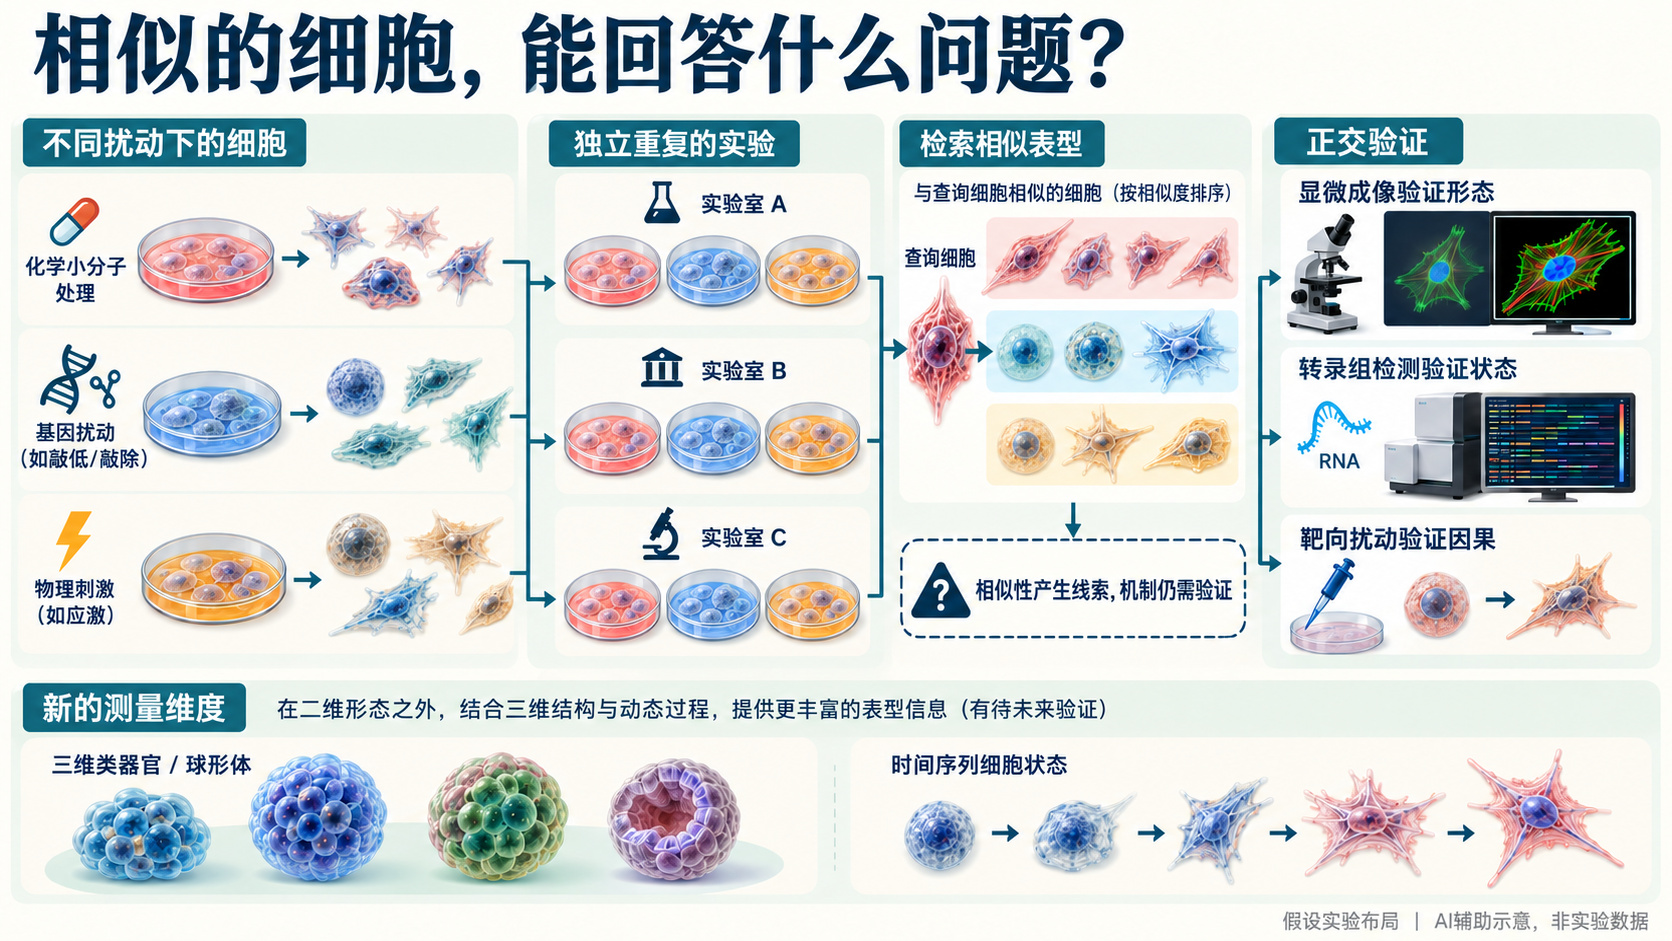 相似的细胞，能回答什么问题？
不同扰动下的细胞
化学小分子
处理
基因扰动
（如敲低/敲除）
物理刺激
（如应激）
独立重复的实验
实验室 A
实验室 B
实验室 C
检索相似表型
与查询细胞相似的细胞（按相似度排序）
查询细胞
?
相似性产生线索，机制仍需验证
正交验证
显微成像验证形态
转录组检测验证状态
RNA
靶向扰动验证因果
新的测量维度
在二维形态之外，结合三维结构与动态过程，提供更丰富的表型信息（有待未来验证）
三维类器官 / 球形体
时间序列细胞状态
假设实验布局 | AI辅助示意，非实验数据